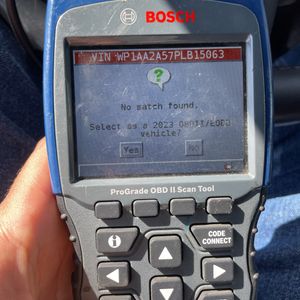 BOSCH
VIN WP1AA2A57PLB15063
?
No match found.
Select as a 2023 OBDII/EOBD
vehicle?
Yes No
ProGrade OBD II Scan Tool
i
CODE
CONNECT